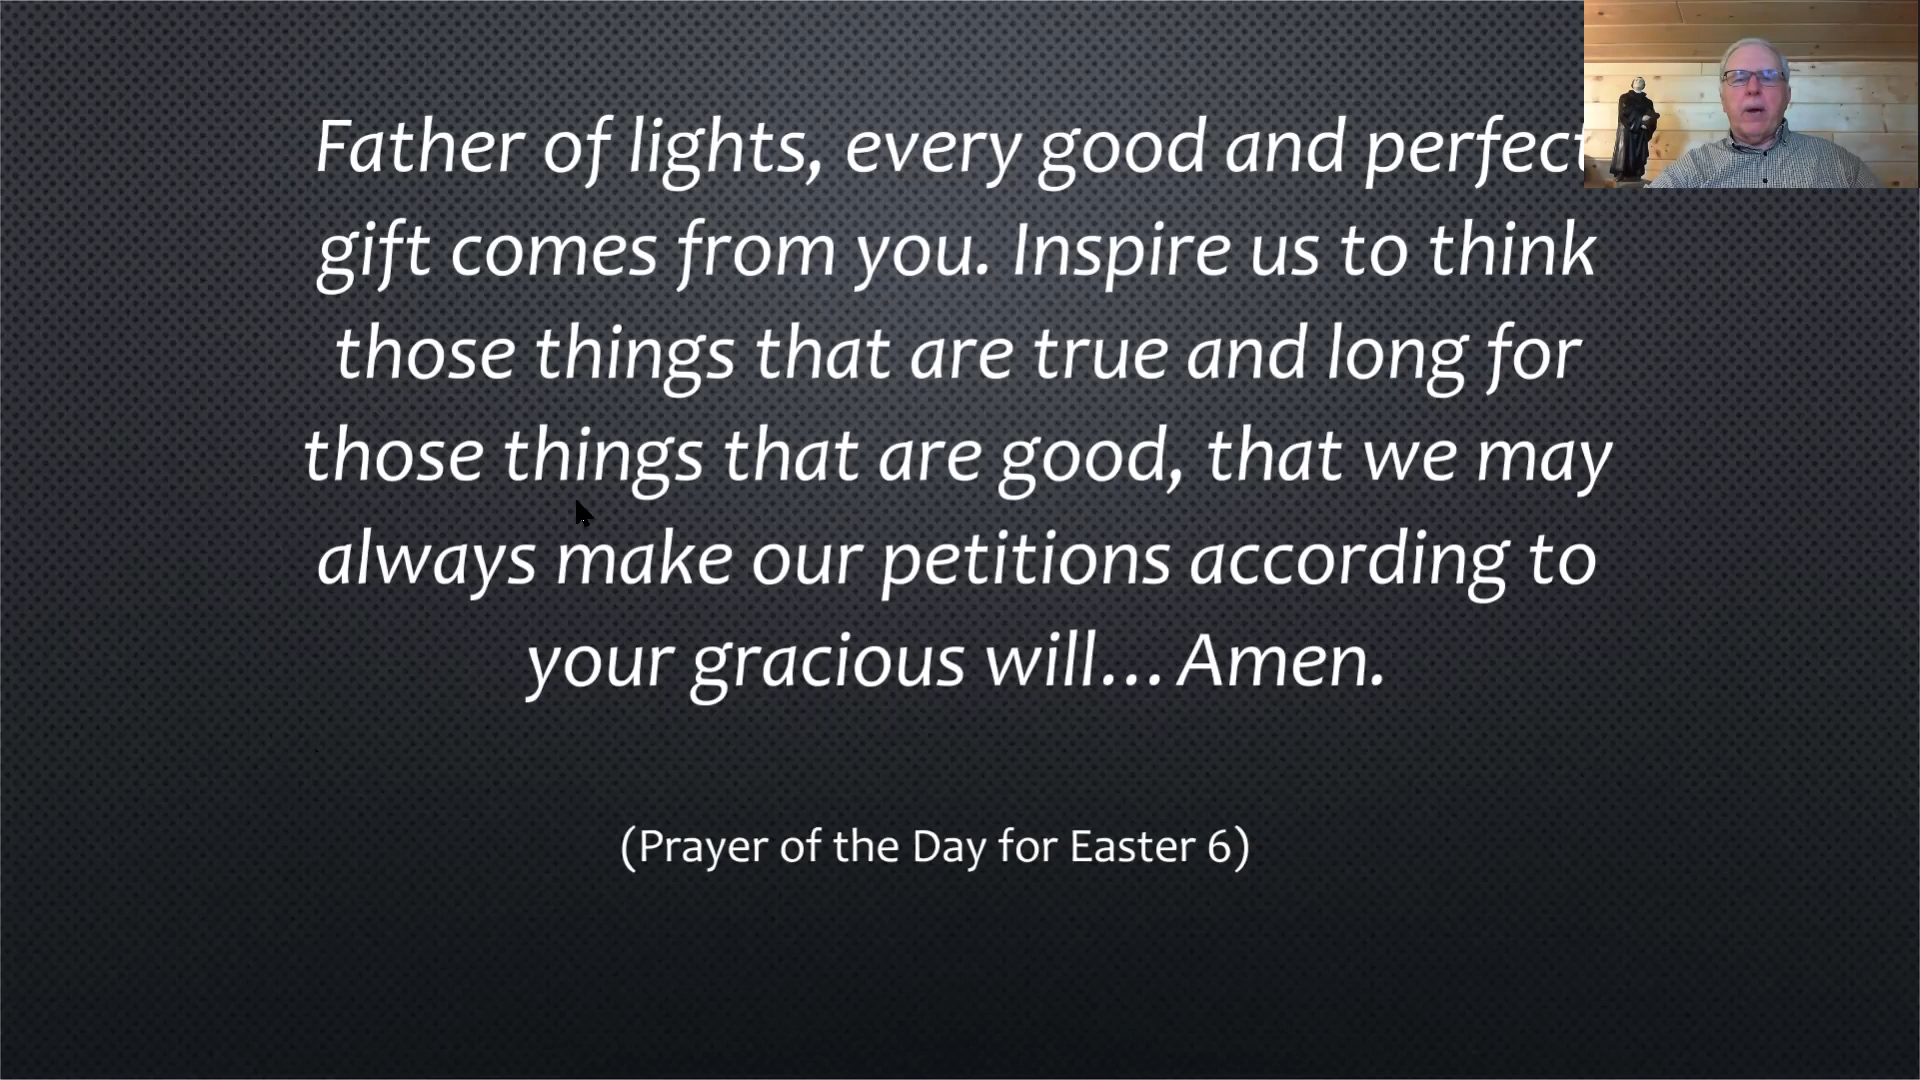 Father of lights, every good and perfect
gift comes from you. Inspire us to think
those things that are true and long for
those things that are good, that we may
always make our petitions according to
your gracious will... Amen.
(Prayer of the Day for Easter 6)